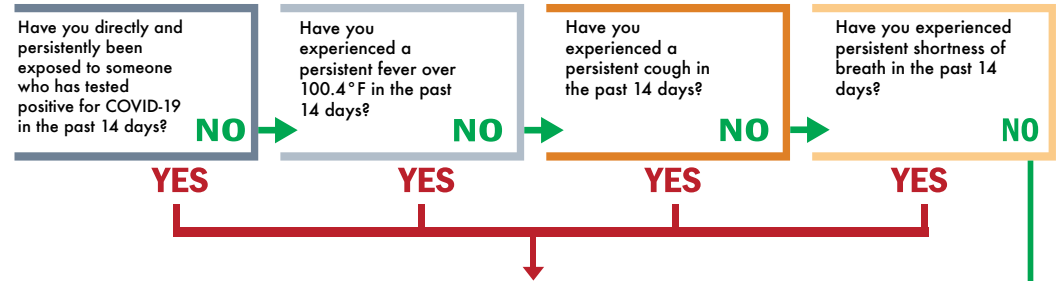 Have you directly and
persistently been
exposed to someone
who has tested
positive for COVID-19
in the past 14 days?
NO
Have you
experienced a
persistent fever over
100.4°F in the past
14 days?
NO
Have you
experienced a
persistent cough in
the past 14 days?
NO
Have you experienced
persistent shortness of
breath in the past 14
days?
NO
YES
YES
YES
YES